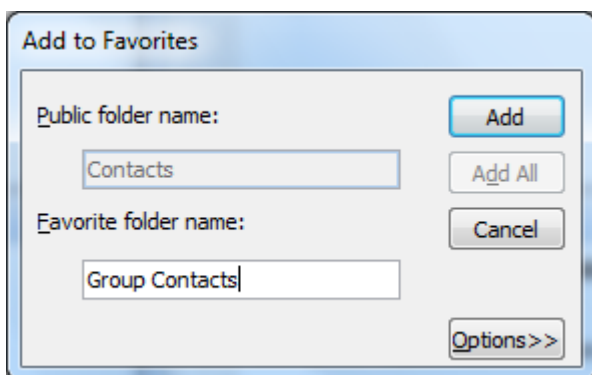 Add to Favorites
Public folder name:
Add
Contacts
Add All
Favorite folder name:
Cancel
Group Contacts
Options>>